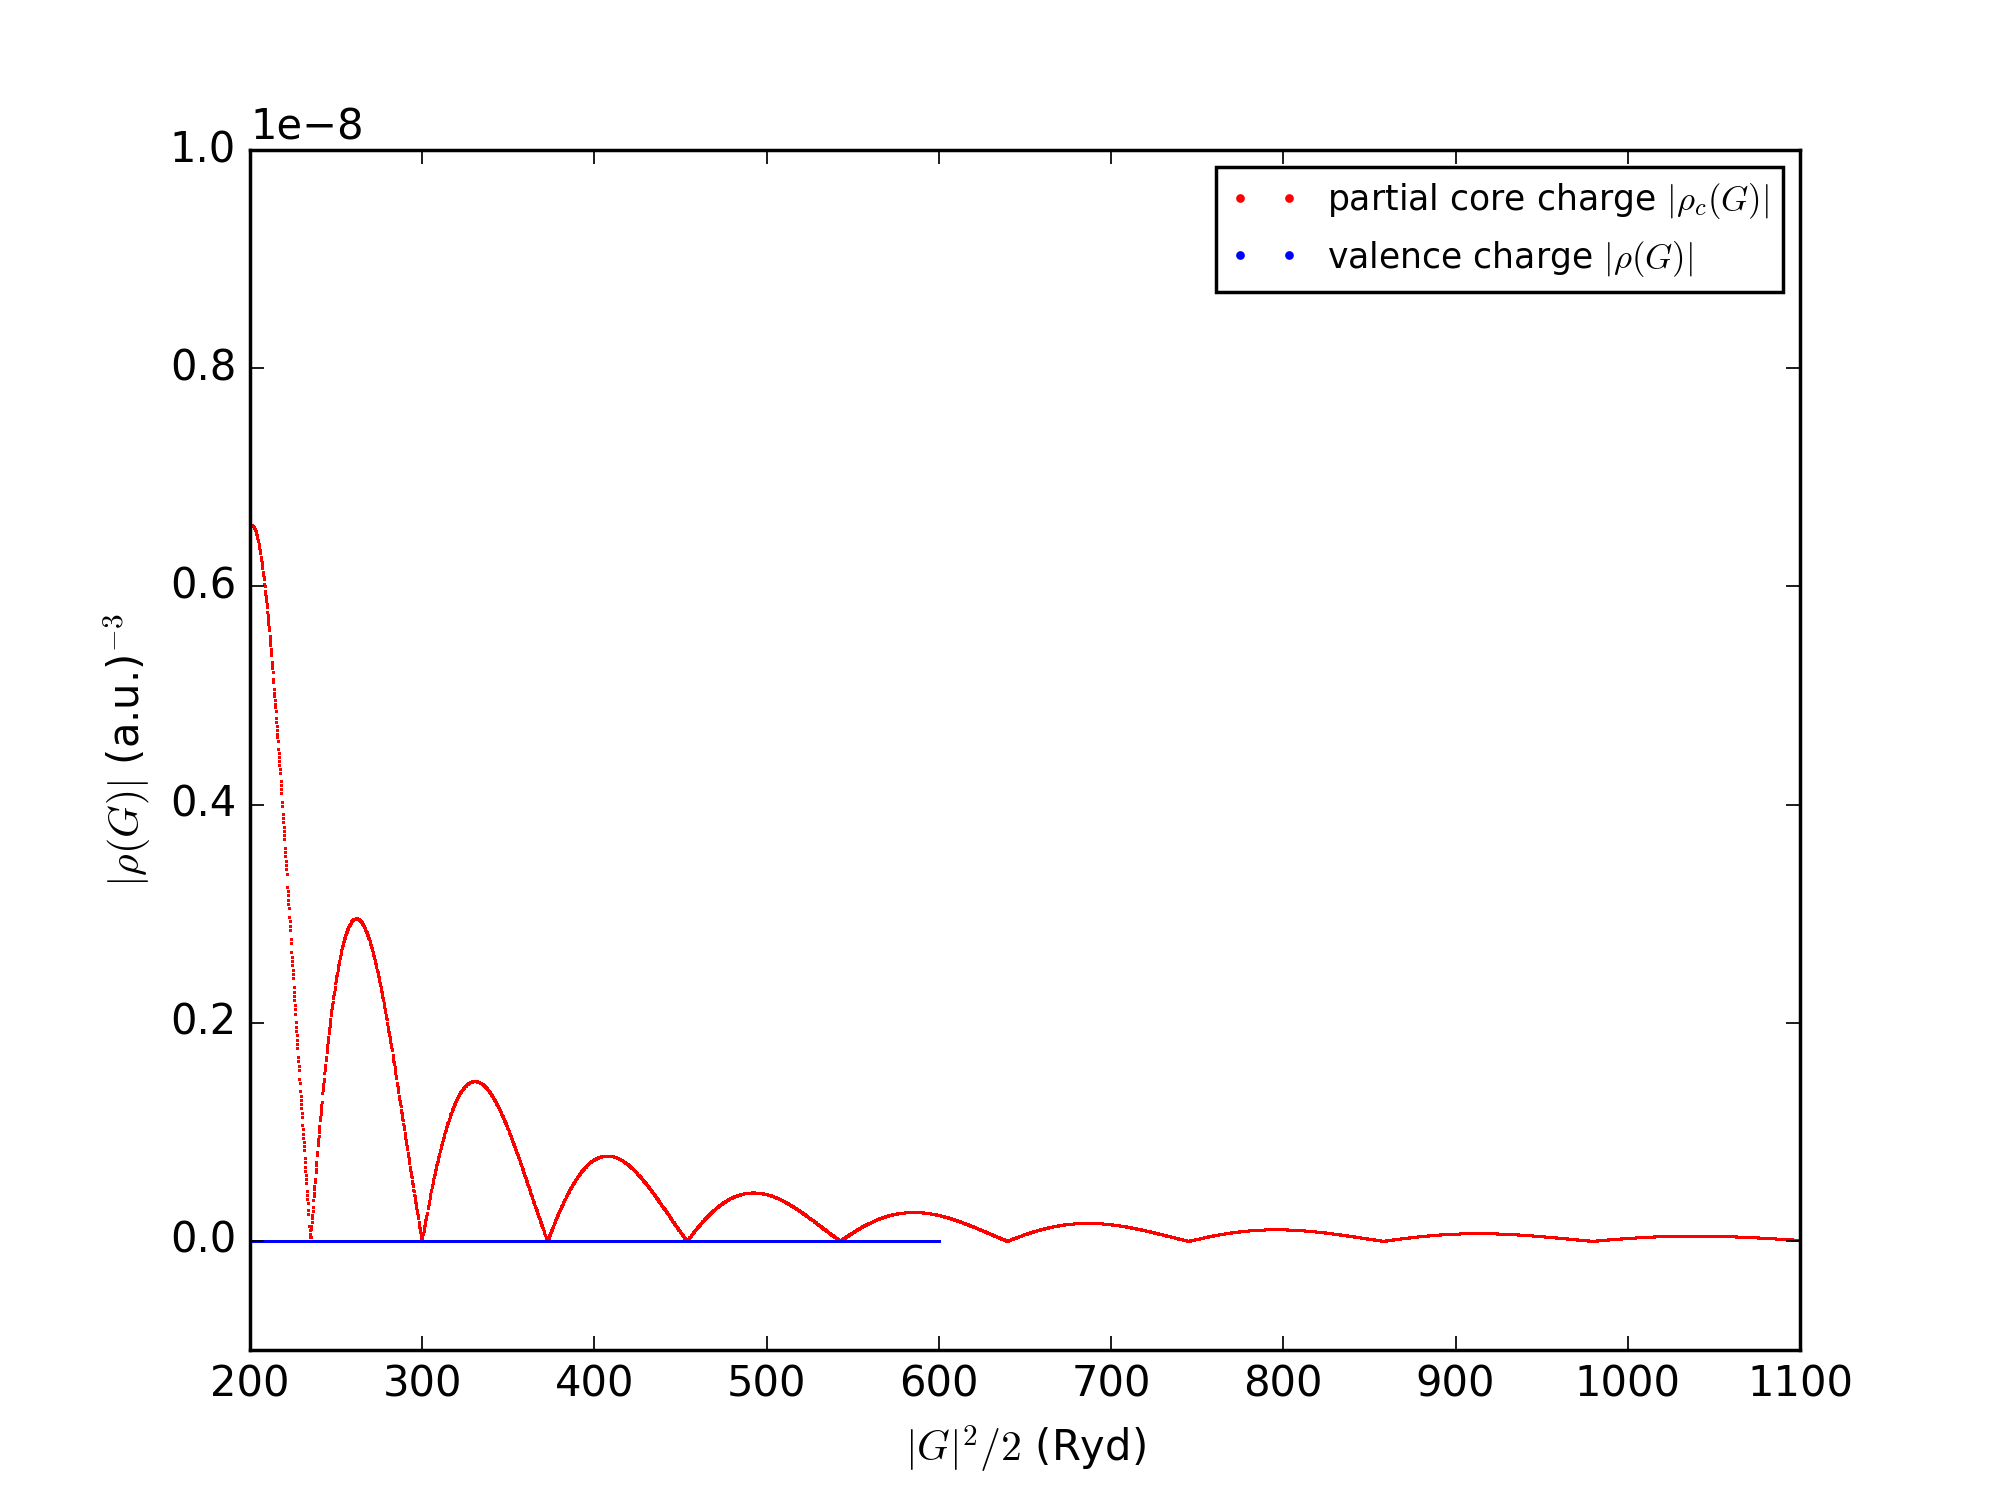 1e−8
1.0
0.8
0.6
0.4
0.2
0.0
|ρ(G)| (a.u.)⁻³
partial core charge |ρ_c(G)|
valence charge |ρ(G)|
200 300 400 500 600 700 800 900 1000 1100
|G|²/2 (Ryd)